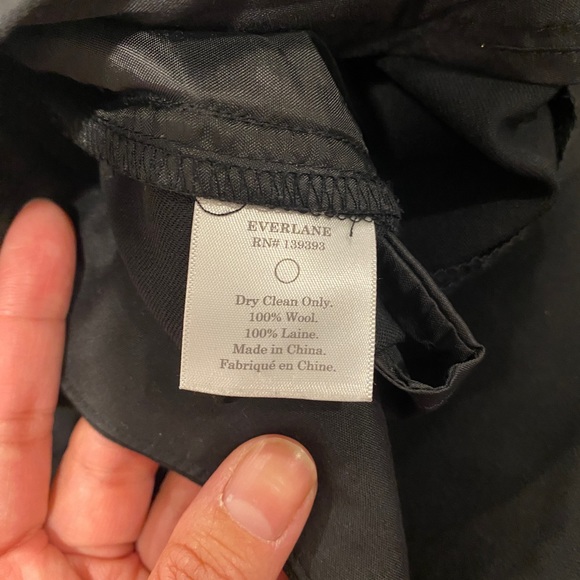 EVERLANE
RN# 139393
Dry Clean Only.
100% Wool.
100% Laine.
Made in China.
Fabriqué en Chine.